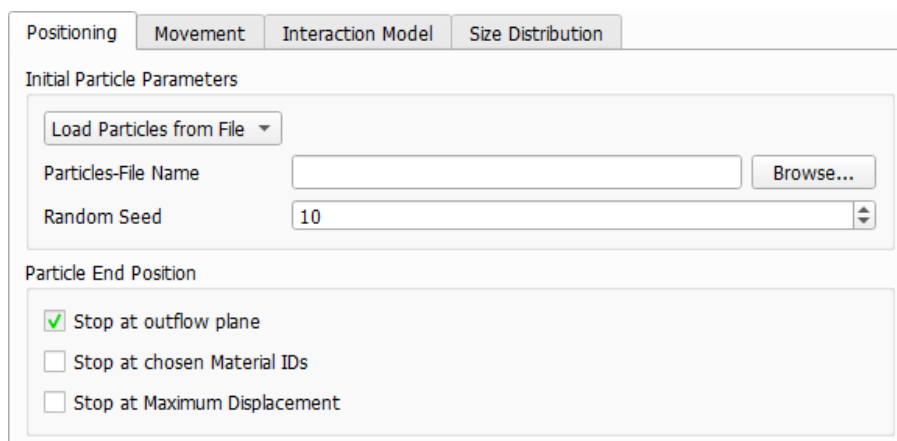 Positioning Movement Interaction Model Size Distribution
Initial Particle Parameters
Load Particles from File
Particles-File Name Browse...
Random Seed 10
Particle End Position
Stop at outflow plane
Stop at chosen Material IDs
Stop at Maximum Displacement